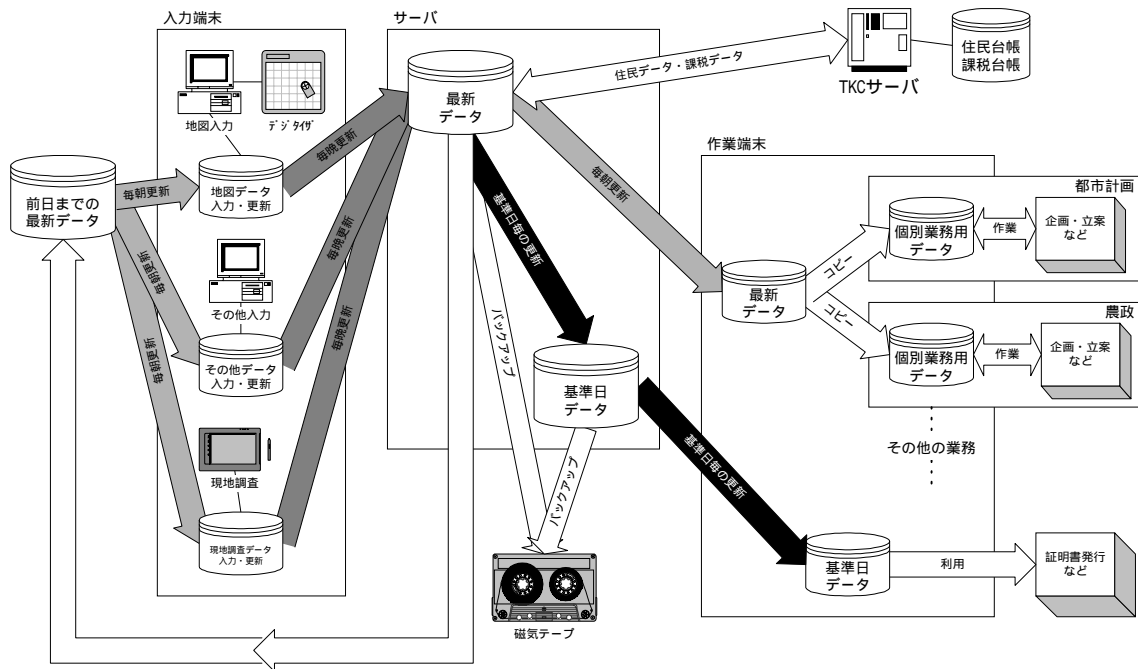 入力端末
サーバ
住民データ・課税データ
TKCサーバ
住民台帳
課税台帳
地図入力
デジタイザ
最新
データ
毎晩更新
毎朝更新
前日までの
最新データ
毎朝更新
地図データ
入力・更新
毎朝更新
毎朝更新
その他入力
その他データ
入力・更新
毎晩更新
毎晩更新
現地調査
現地調査データ
入力・更新
基準日毎の更新
バックアップ
基準日
データ
バックアップ
磁気テープ
基準日毎の更新
作業端末
最新
データ
コピー
コピー
都市計画
個別業務用
データ
作業
企画・立案
など
農政
個別業務用
データ
作業
企画・立案
など
その他の業務
基準日
データ
利用
証明書発行
など